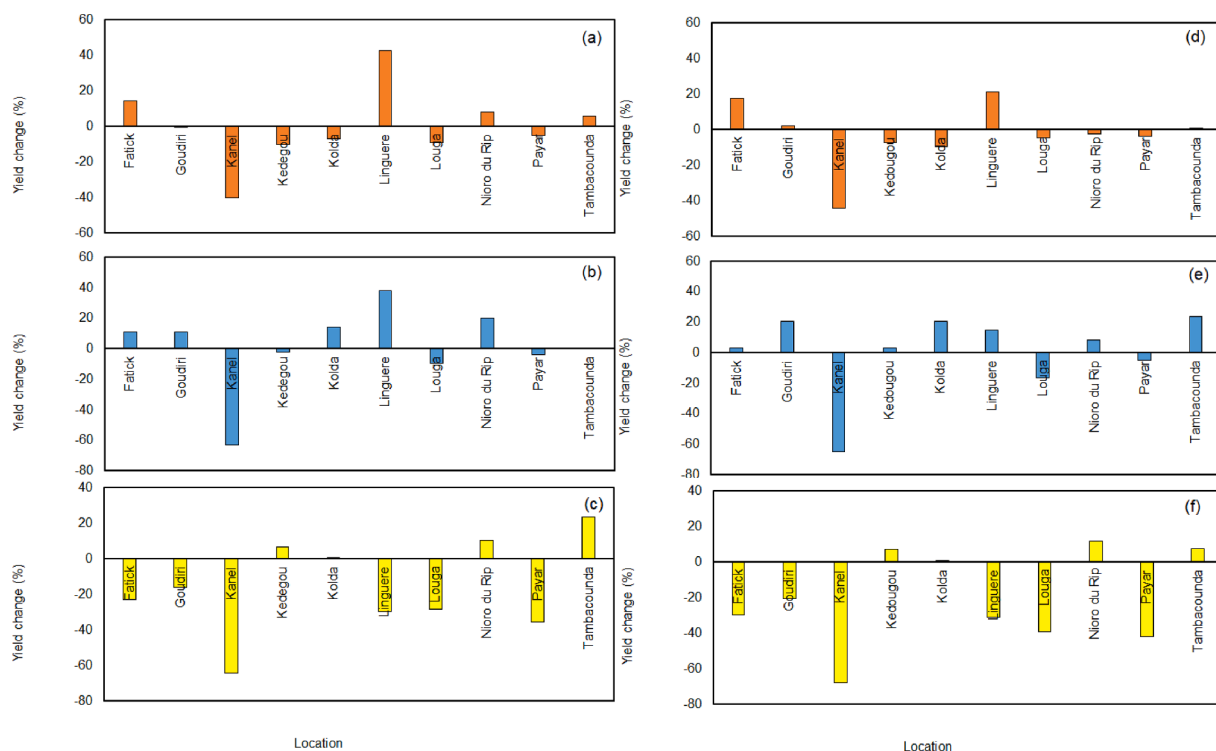 60
40
20
0
-20
-40
-60
Yield change (%)
(a)
Fatick
Goudiri
Kanel
Kedegou
Kolda
Linguere
Louga
Nioro du Rip
Payar
Tambacounda
60
40
20
0
-20
-40
-60
Yield change (%)
(d)
Fatick
Goudiri
Kanel
Kedougou
Kolda
Linguere
Louga
Nioro du Rip
Payar
Tambacounda
60
40
20
0
-20
-40
-60
-80
Yield change (%)
(b)
Fatick
Goudiri
Kanel
Kedegou
Kolda
Linguere
Louga
Nioro du Rip
Payar
Tambacounda
60
40
20
0
-20
-40
-60
-80
Yield change (%)
(e)
Fatick
Goudiri
Kanel
Kedougou
Kolda
Linguere
Louga
Nioro du Rip
Payar
Tambacounda
40
20
0
-20
-40
-60
-80
Yield change (%)
(c)
Fatick
Goudiri
Kanel
Kedegou
Kolda
Linguere
Louga
Nioro du Rip
Payar
Tambacounda
40
20
0
-20
-40
-60
-80
Yield change (%)
(f)
Fatick
Goudiri
Kanel
Kedougou
Kolda
Linguere
Louga
Nioro du Rip
Payar
Tambacounda
Location
Location